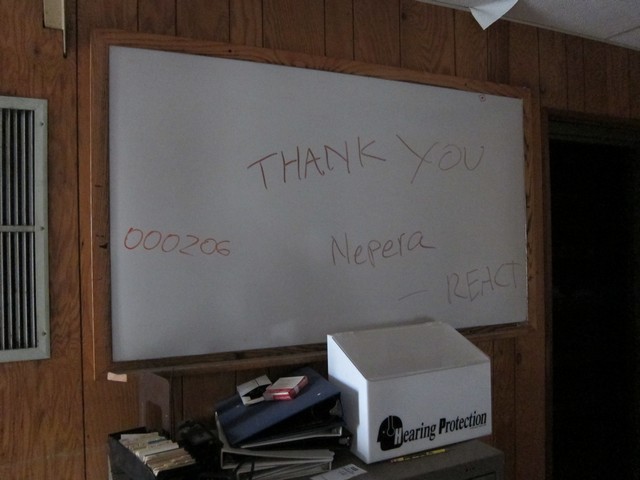 THANK YOU
000206
Nepera
- REACT
Hearing Protection